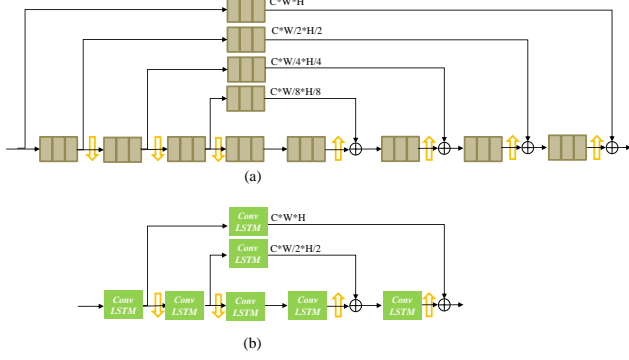 C*W*H
C*W/2*H/2
C*W/4*H/4
C*W/8*H/8
(a)
Conv
LSTM
C*W*H
Conv
LSTM
C*W/2*H/2
Conv
LSTM
Conv
LSTM
Conv
LSTM
Conv
LSTM
Conv
LSTM
(b)